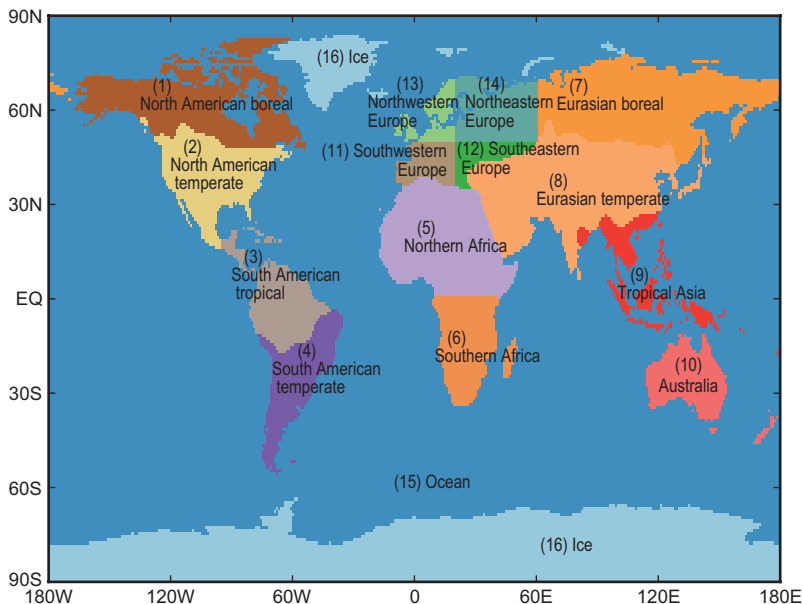 90N
(16) Ice
(1)
North American boreal
(13)
Northwestern
Europe
(14)
Northeastern
Europe
(7)
Eurasian boreal
60N
(2)
North American
temperate
(11) Southwestern
Europe
(12) Southeastern
Europe
(8)
Eurasian temperate
30N
(5)
Northern Africa
(3)
South American
tropical
(9)
Tropical Asia
EQ
(4)
South American
temperate
(6)
Southern Africa
(10)
Australia
30S
(15) Ocean
60S
(16) Ice
90S
180W
120W
60W
0
60E
120E
180E